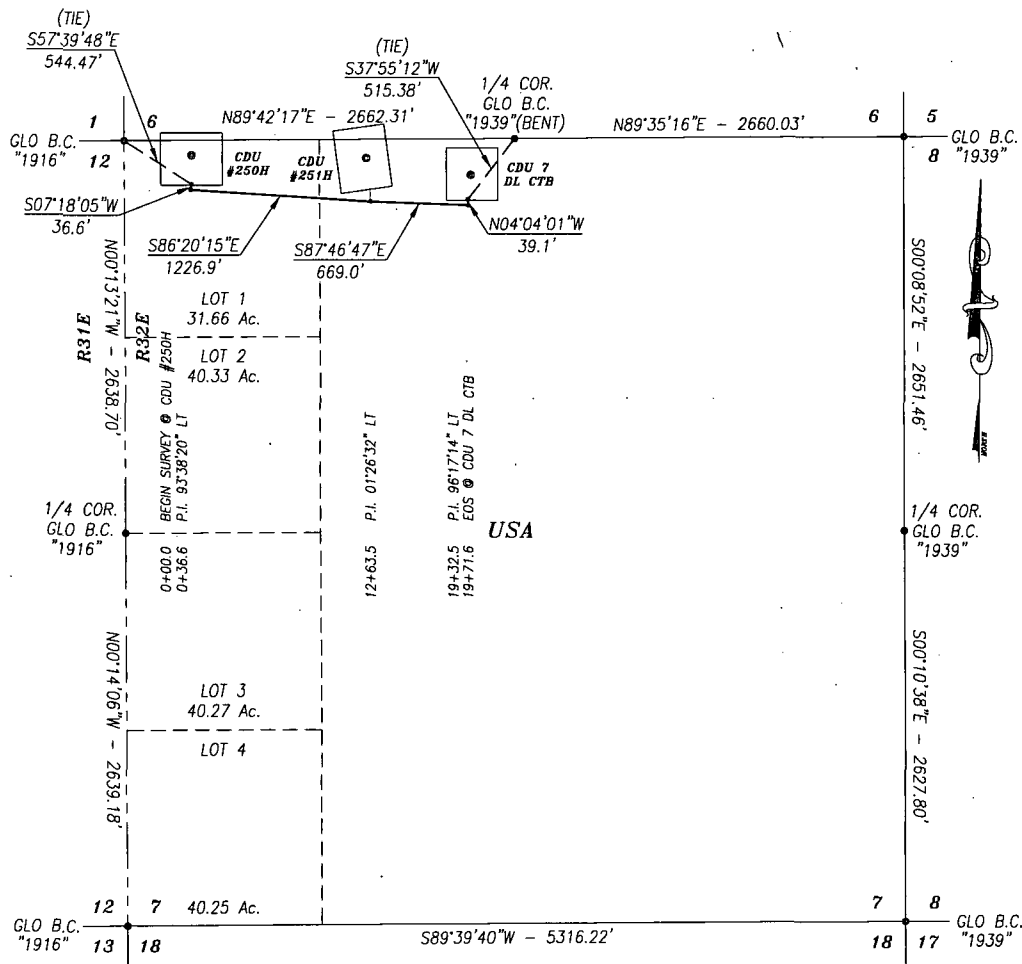 (TIE)
S57°39'48"E
544.47'
(TIE)
S37°55'12"W
515.38'
1/4 COR.
GLO B.C.
"1939"(BENT)
1 6
N89°42'17"E - 2662.31'
N89°35'16"E - 2660.03'
6 5
GLO B.C.
"1916"
12
8
GLO B.C.
"1939"
CDU
#250H
CDU
#251H
CDU 7
DL CTB
S07°18'05"W
36.6'
S86°20'15"E
1226.9'
S87°46'47"E
669.0'
N04°04'01"W
39.1'
N00°13'21"W - 2638.70'
S00°08'52"E - 2651.46'
R31E
R32E
LOT 1
31.66 Ac.
LOT 2
40.33 Ac.
NORTH
0+00.0 BEGIN SURVEY @ CDU #250H
0+36.6 P.I. 93°38'20" LT
12+63.5 P.I. 01°26'32" LT
19+32.5 P.I. 96°17'14" LT
19+71.6 EOS @ CDU 7 DL CTB
USA
1/4 COR.
GLO B.C.
"1916"
1/4 COR.
GLO B.C.
"1939"
N00°14'06"W - 2639.18'
S00°10'38"E - 2627.80'
LOT 3
40.27 Ac.
LOT 4
12 7
40.25 Ac.
7 8
GLO B.C.
"1916"
13 18
S89°39'40"W - 5316.22'
18 17
GLO B.C.
"1939"